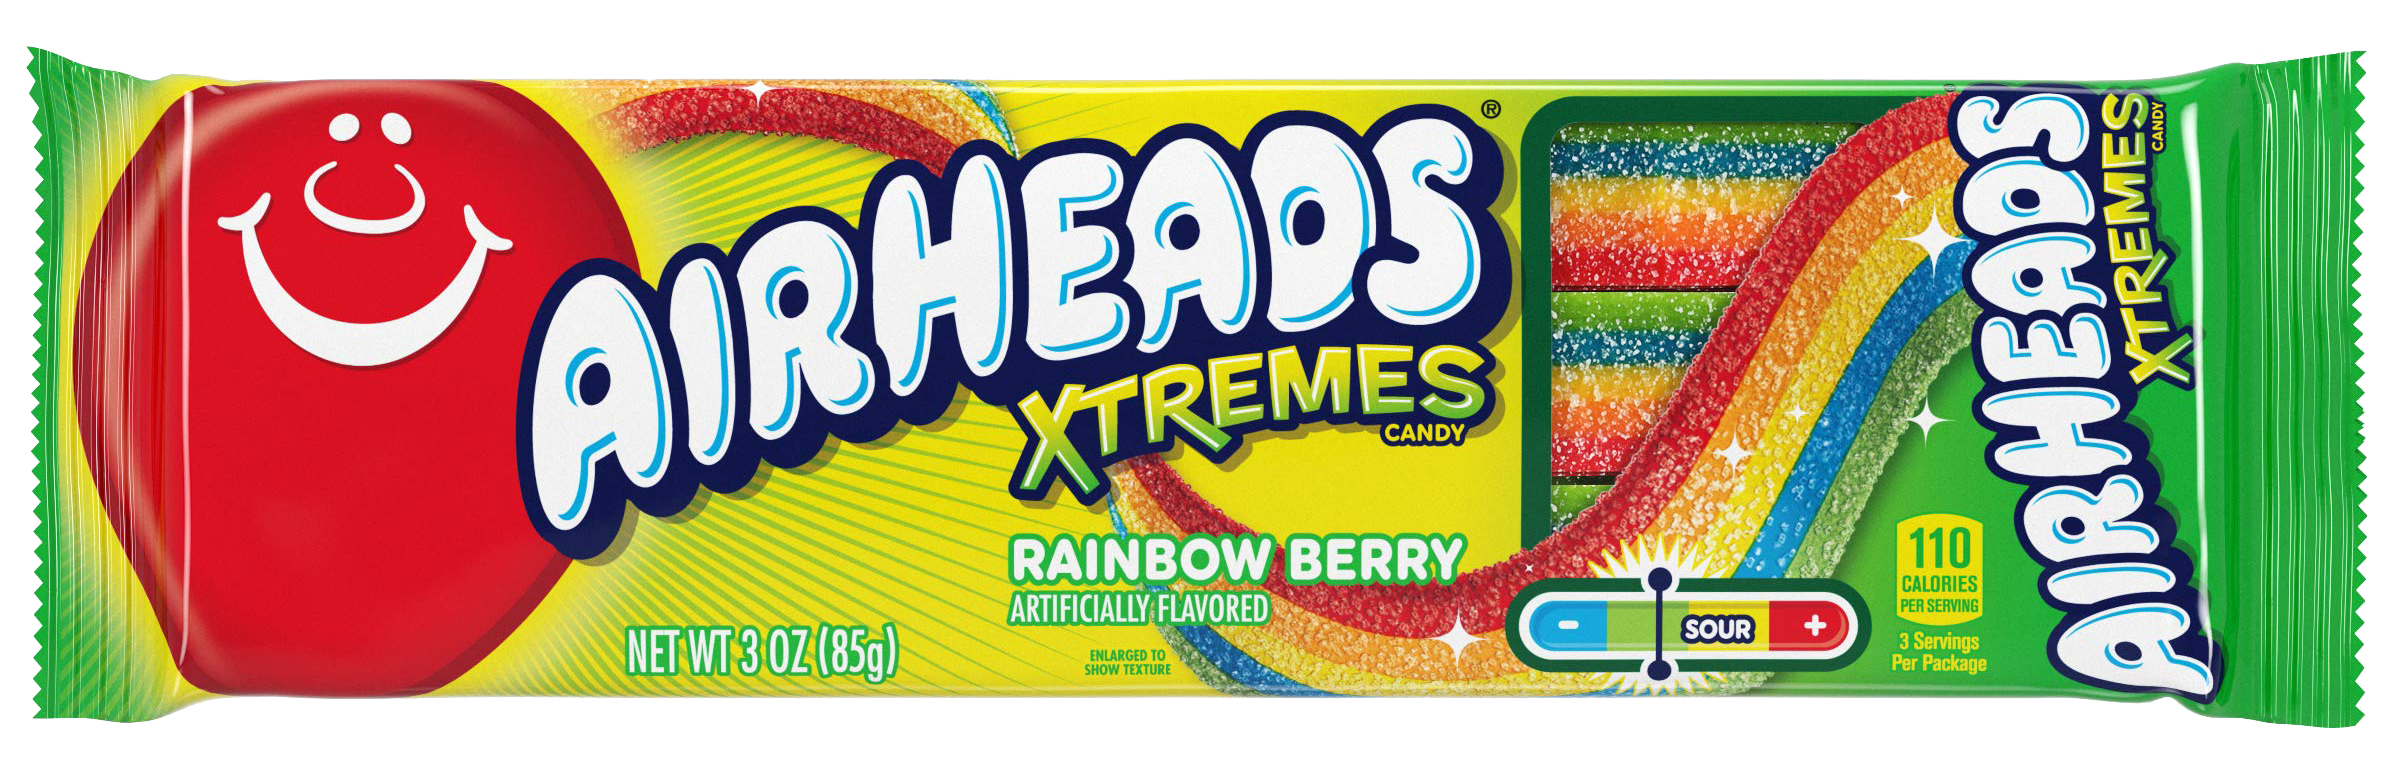 AIRHEADS®
XTREMES
CANDY
RAINBOW BERRY
ARTIFICIALLY FLAVORED
NET WT 3 OZ (85g)
ENLARGED TO
SHOW TEXTURE
- SOUR +
110
CALORIES
PER SERVING
3 Servings
Per Package
AIRHEADS®
XTREMES
CANDY